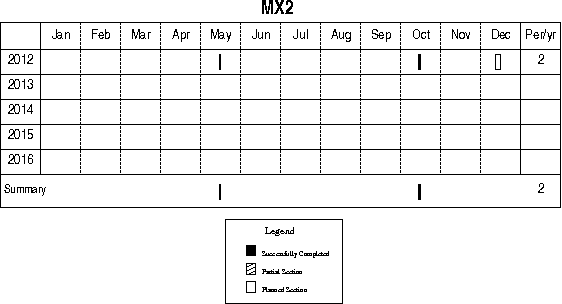 MX2
Jan Feb Mar Apr May Jun Jul Aug Sep Oct Nov Dec Per/yr
2012 2
2013
2014
2015
2016
Summary 2
Legend
Successfully Completed
Partial Section
Planned Section